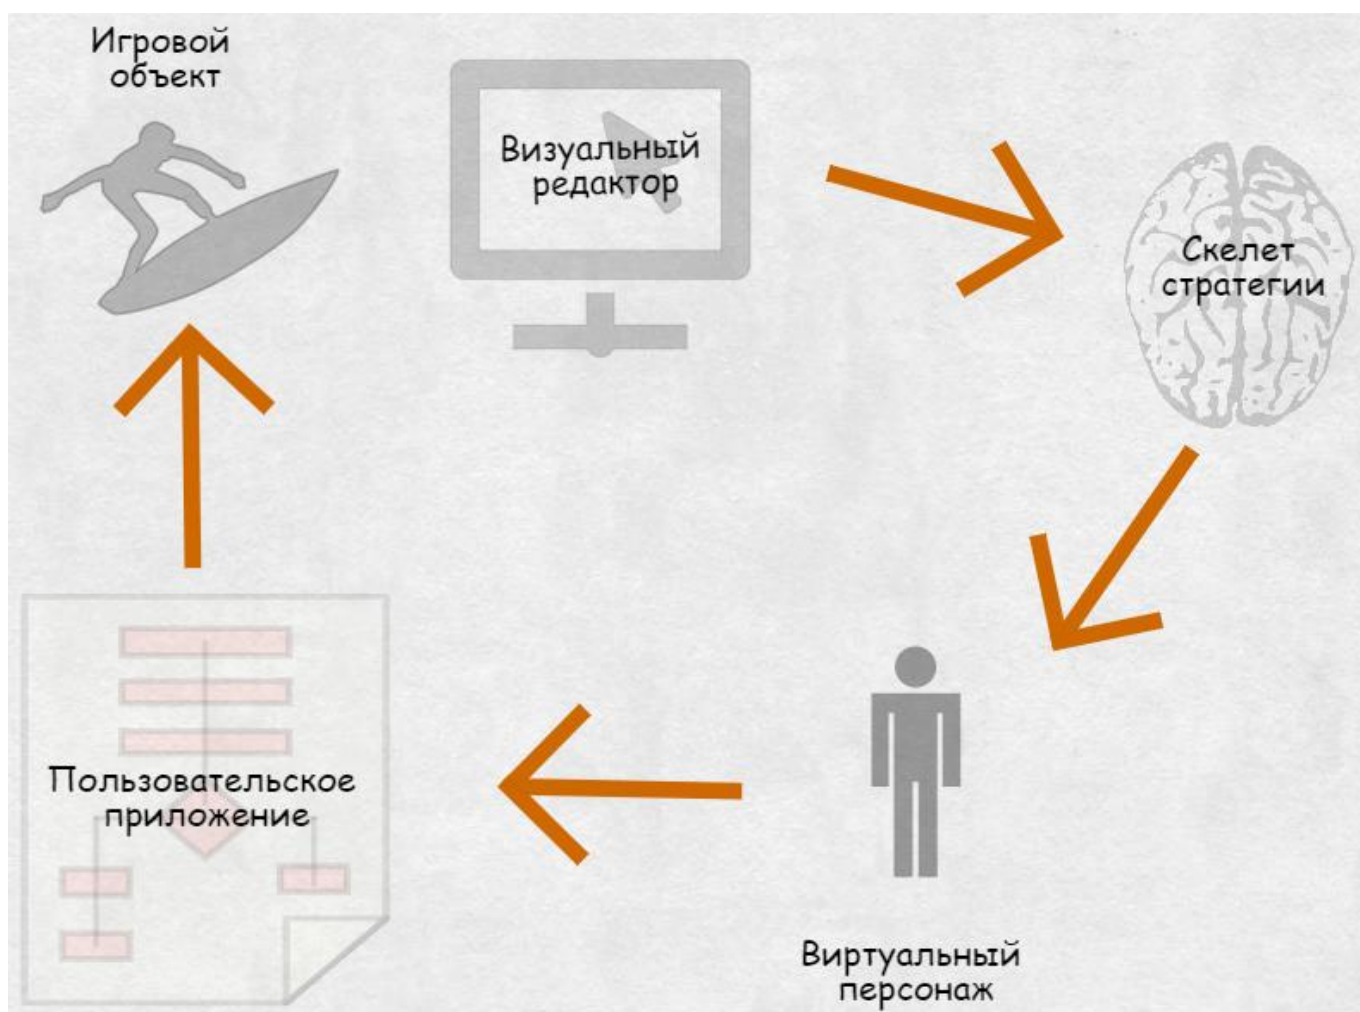 Игровой
объект
Визуальный
редактор
Скелет
стратегии
Пользовательское
приложение
Виртуальный
персонаж